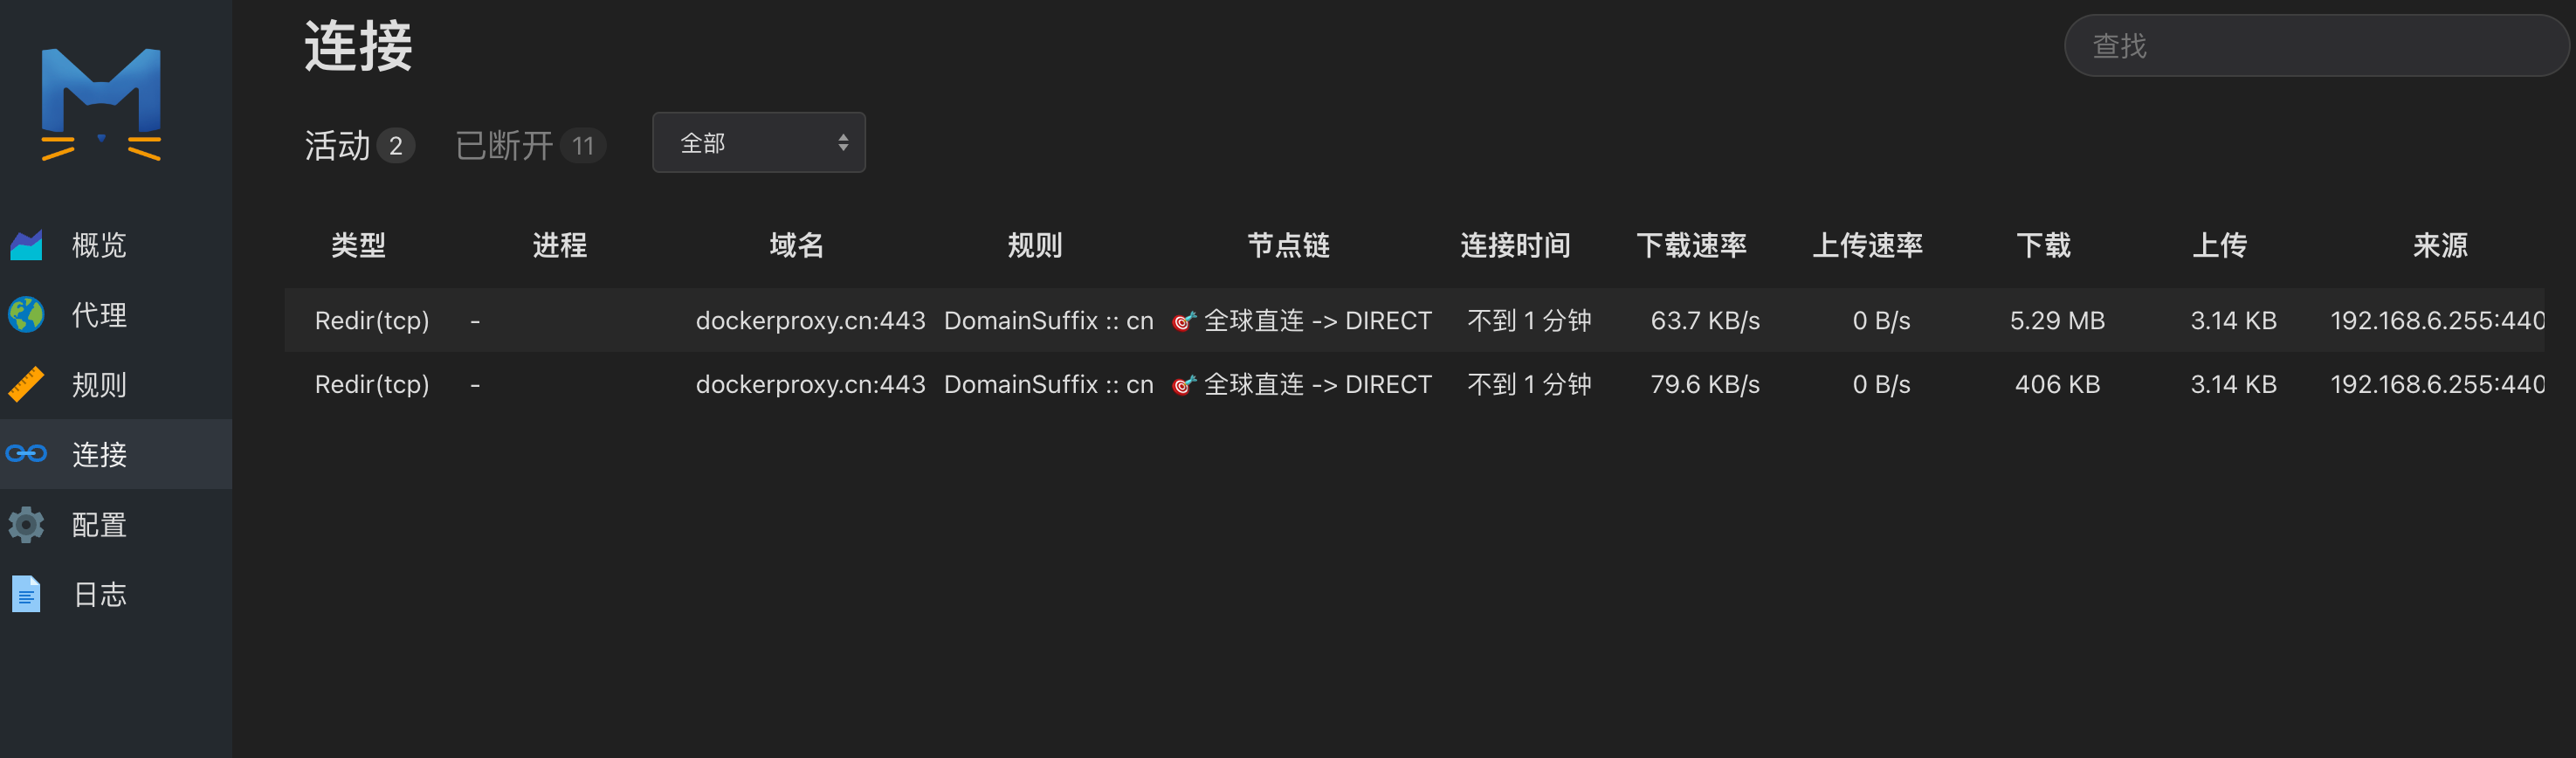 连接
查找
活动 2 已断开 11 全部
概览
代理
规则
连接
配置
日志
类型 进程 域名 规则 节点链 连接时间 下载速率 上传速率 下载 上传 来源
Redir(tcp) - dockerproxy.cn:443 DomainSuffix :: cn 🎯 全球直连 -> DIRECT 不到 1 分钟 63.7 KB/s 0 B/s 5.29 MB 3.14 KB 192.168.6.255:440
Redir(tcp) - dockerproxy.cn:443 DomainSuffix :: cn 🎯 全球直连 -> DIRECT 不到 1 分钟 79.6 KB/s 0 B/s 406 KB 3.14 KB 192.168.6.255:440